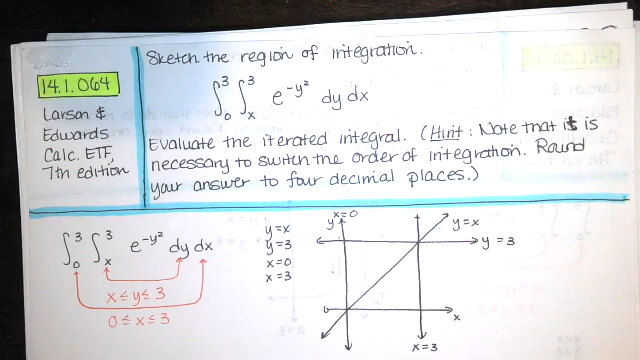 Sketch the region of integration.
14.1.064
∫₀³ ∫ₓ³ e^{-y²} dy dx
Larson &
Edwards
Calc. ETF,
7th edition
Evaluate the iterated integral. (Hint: Note that it is
necessary to switch the order of integration. Round
your answer to four decimal places.)
∫₀³ ∫ₓ³ e^{-y²} dy dx
x ≤ y ≤ 3
0 ≤ x ≤ 3
y=x
y=3
x=0
x=3
x=0
y
y=x
y=3
x
x=3